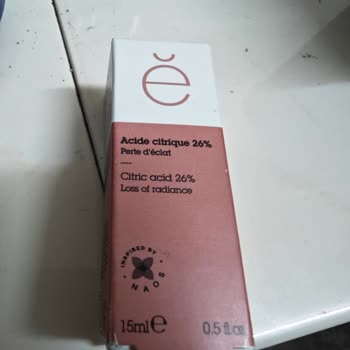 ĕ
Acide citrique 26%
Perte d'éclat
Citric acid 26%
Loss of radiance
INSPIRED BY
NAOS
15ml e 0.5 fl.oz